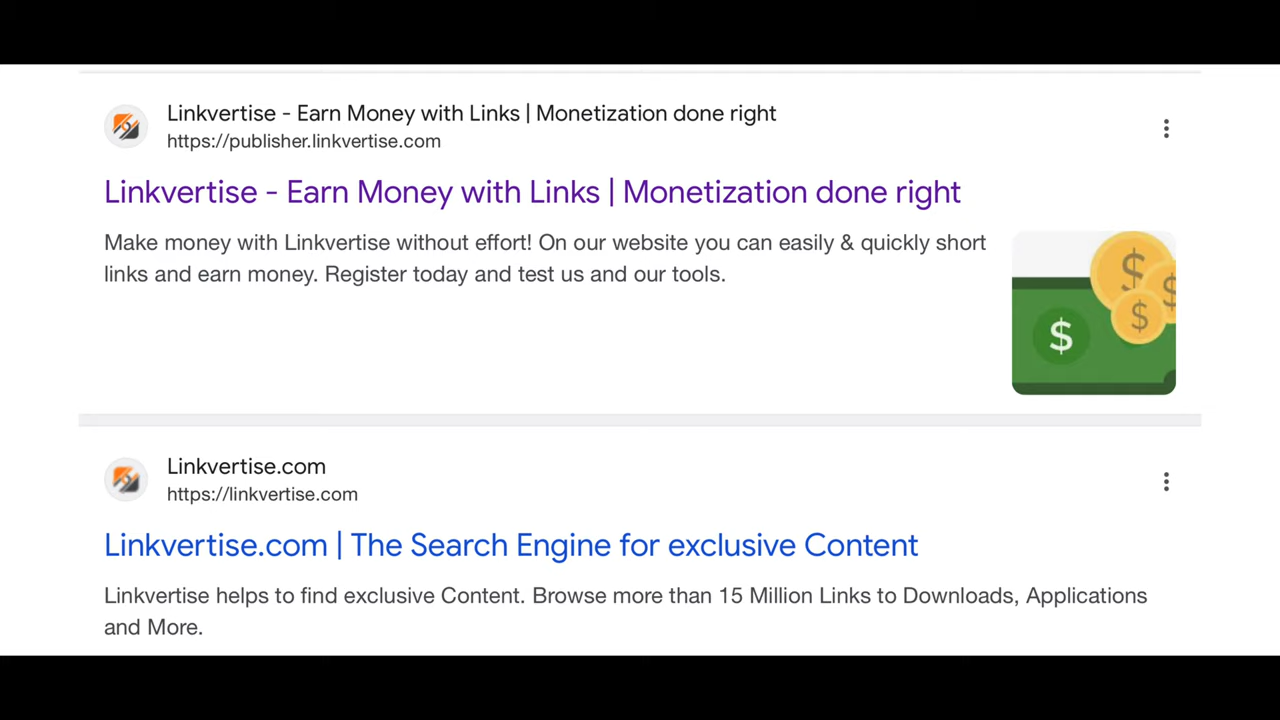 Linkvertise - Earn Money with Links | Monetization done right
https://publisher.linkvertise.com
Linkvertise - Earn Money with Links | Monetization done right
Make money with Linkvertise without effort! On our website you can easily & quickly short
links and earn money. Register today and test us and our tools.
$
$
$
$
Linkvertise.com
https://linkvertise.com
Linkvertise.com | The Search Engine for exclusive Content
Linkvertise helps to find exclusive Content. Browse more than 15 Million Links to Downloads, Applications
and More.